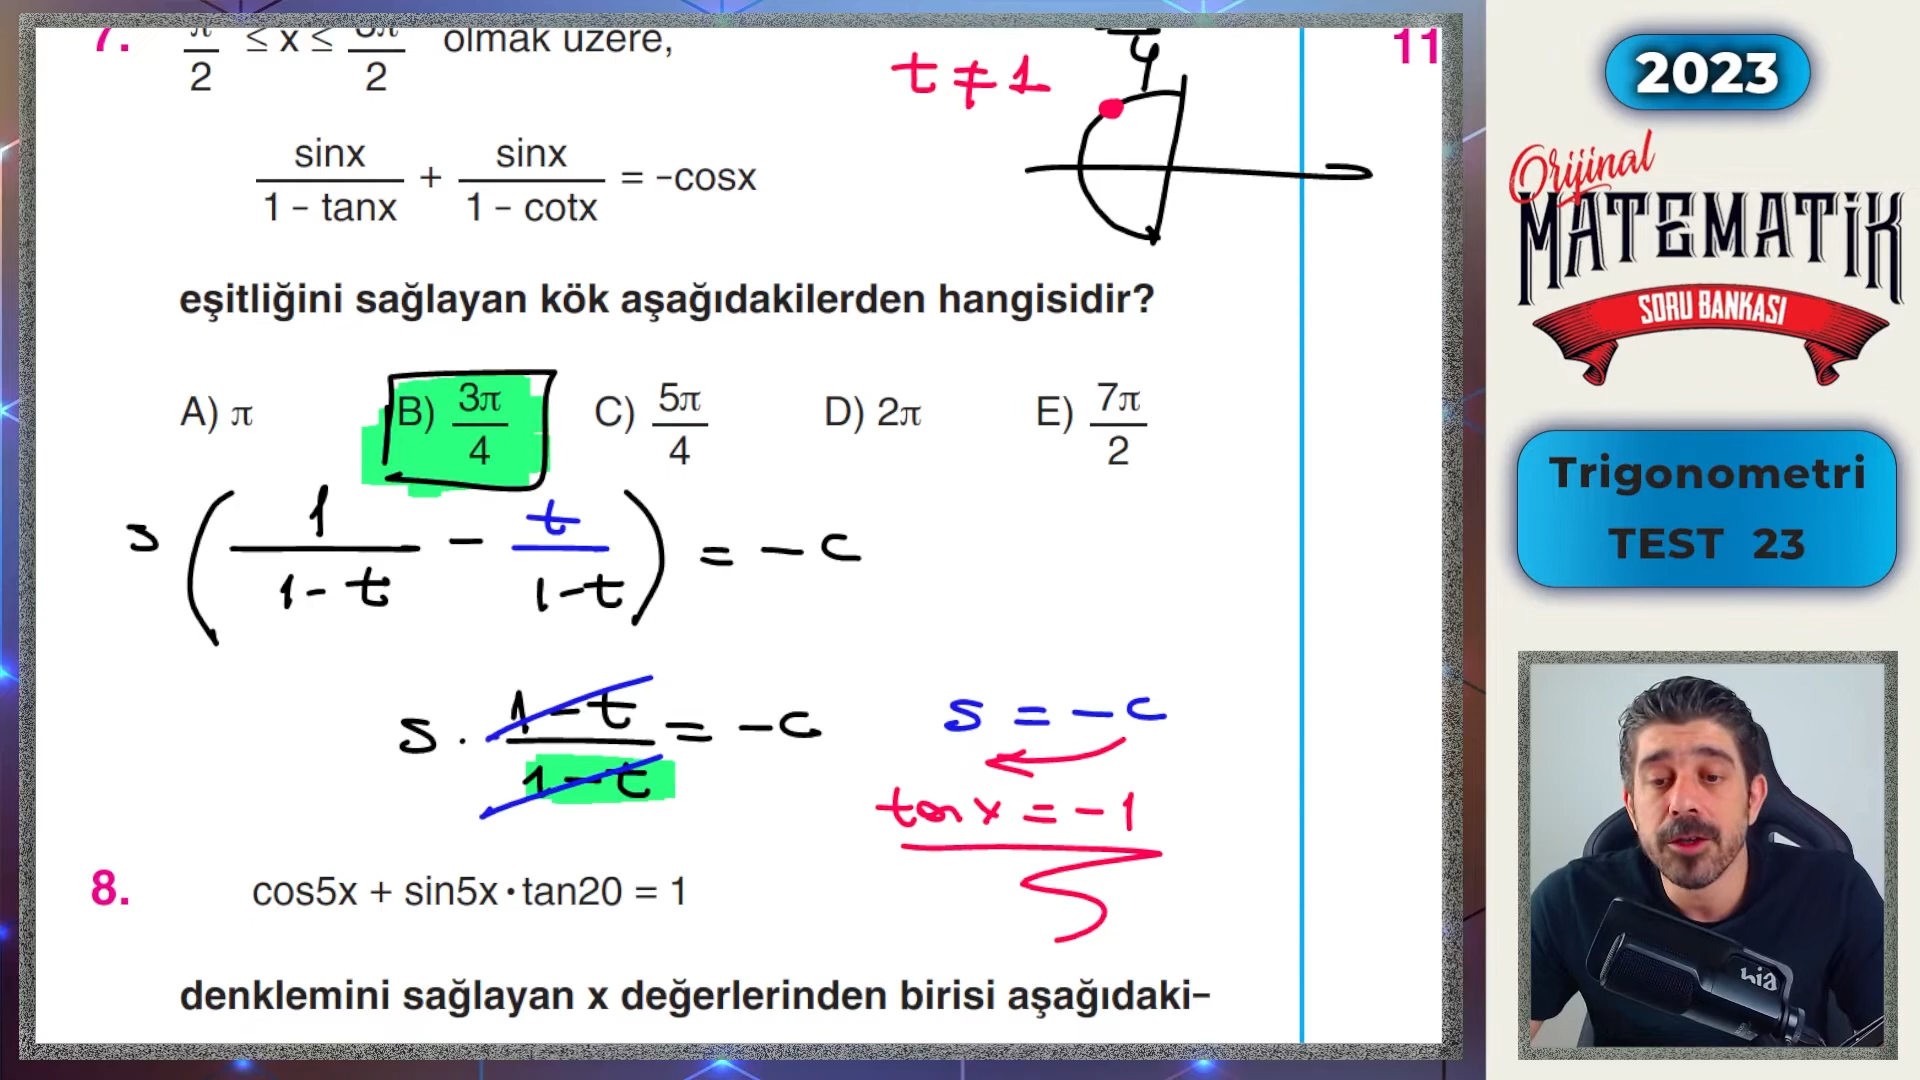 7. π/2 ≤ x ≤ 3π/2 olmak üzere,
sinx/(1 − tanx) + sinx/(1 − cotx) = −cosx
eşitliğini sağlayan kök aşağıdakilerden hangisidir?
A) π B) 3π/4 C) 5π/4 D) 2π E) 7π/2
t ≠ 1
4
s (1/(1−t) − t/(1−t)) = −c
s · (1−t)/(1−t) = −c
s = −c
tan x = −1
8. cos5x + sin5x·tan20 = 1
denklemini sağlayan x değerlerinden birisi aşağıdaki−
11
2023
Orijinal
MATEMATİK
SORU BANKASI
Trigonometri
TEST 23
hia